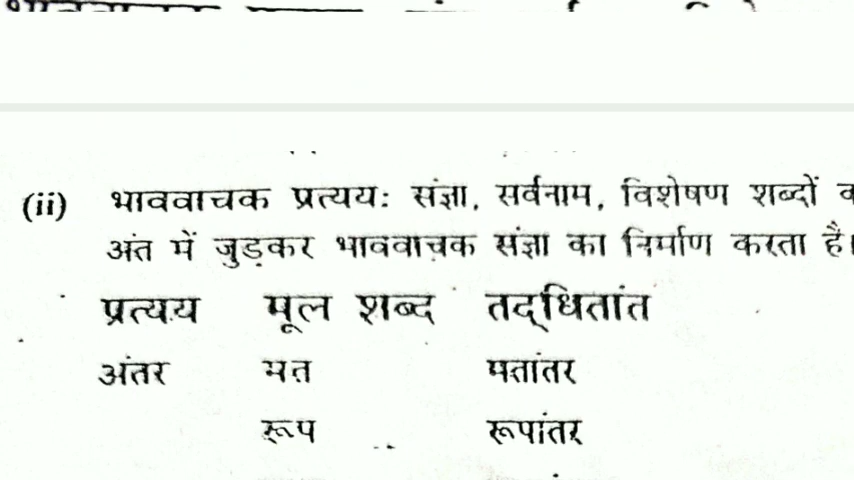 (ii) भाववाचक प्रत्ययः संज्ञा, सर्वनाम, विशेषण शब्दों
अंत में जुड़कर भाववाचक संज्ञा का निर्माण करता है।
प्रत्यय मूल शब्द तद्धितांत
अंतर मत मतांतर
रूप रूपांतर